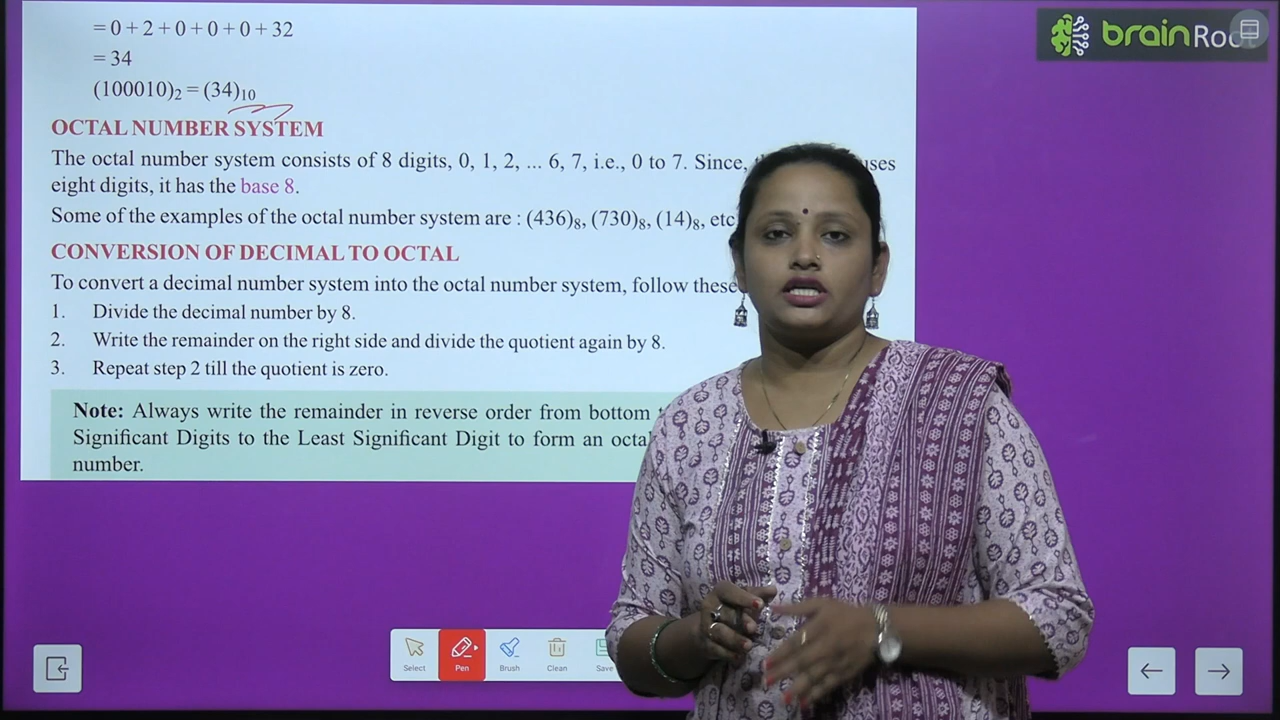 = 0 + 2 + 0 + 0 + 0 + 32
= 34
(100010)₂ = (34)₁₀
OCTAL NUMBER SYSTEM
The octal number system consists of 8 digits, 0, 1, 2, ... 6, 7, i.e., 0 to 7. Since, uses
eight digits, it has the base 8.
Some of the examples of the octal number system are : (436)₈, (730)₈, (14)₈, etc
CONVERSION OF DECIMAL TO OCTAL
To convert a decimal number system into the octal number system, follow these
1. Divide the decimal number by 8.
2. Write the remainder on the right side and divide the quotient again by 8.
3. Repeat step 2 till the quotient is zero.
Note: Always write the remainder in reverse order from bottom
Significant Digits to the Least Significant Digit to form an octal
number.
brainRoot
Select Pen Brush Clean Save